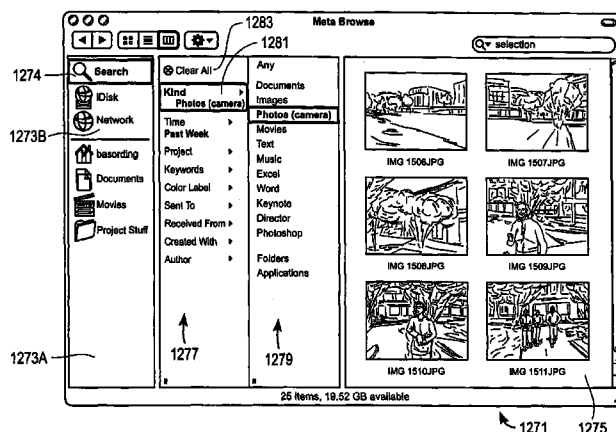 Meta Browse
selection
1283
1281
1274
1273B
1273A
Search
IDisk
Network
basording
Documents
Movies
Project Stuff
Clear All
Kind
Photos (camera)
Time
Past Week
Project
Keywords
Color Label
Sent To
Received From
Created With
Author
1277
Any
Documents
Images
Photos (camera)
Movies
Text
Music
Excel
Word
Keynote
Director
Photoshop
Folders
Applications
1279
IMG 1506JPG
IMG 1507JPG
IMG 1508JPG
IMG 1509JPG
IMG 1510JPG
IMG 1511JPG
25 items, 19.52 GB available
1271
1275